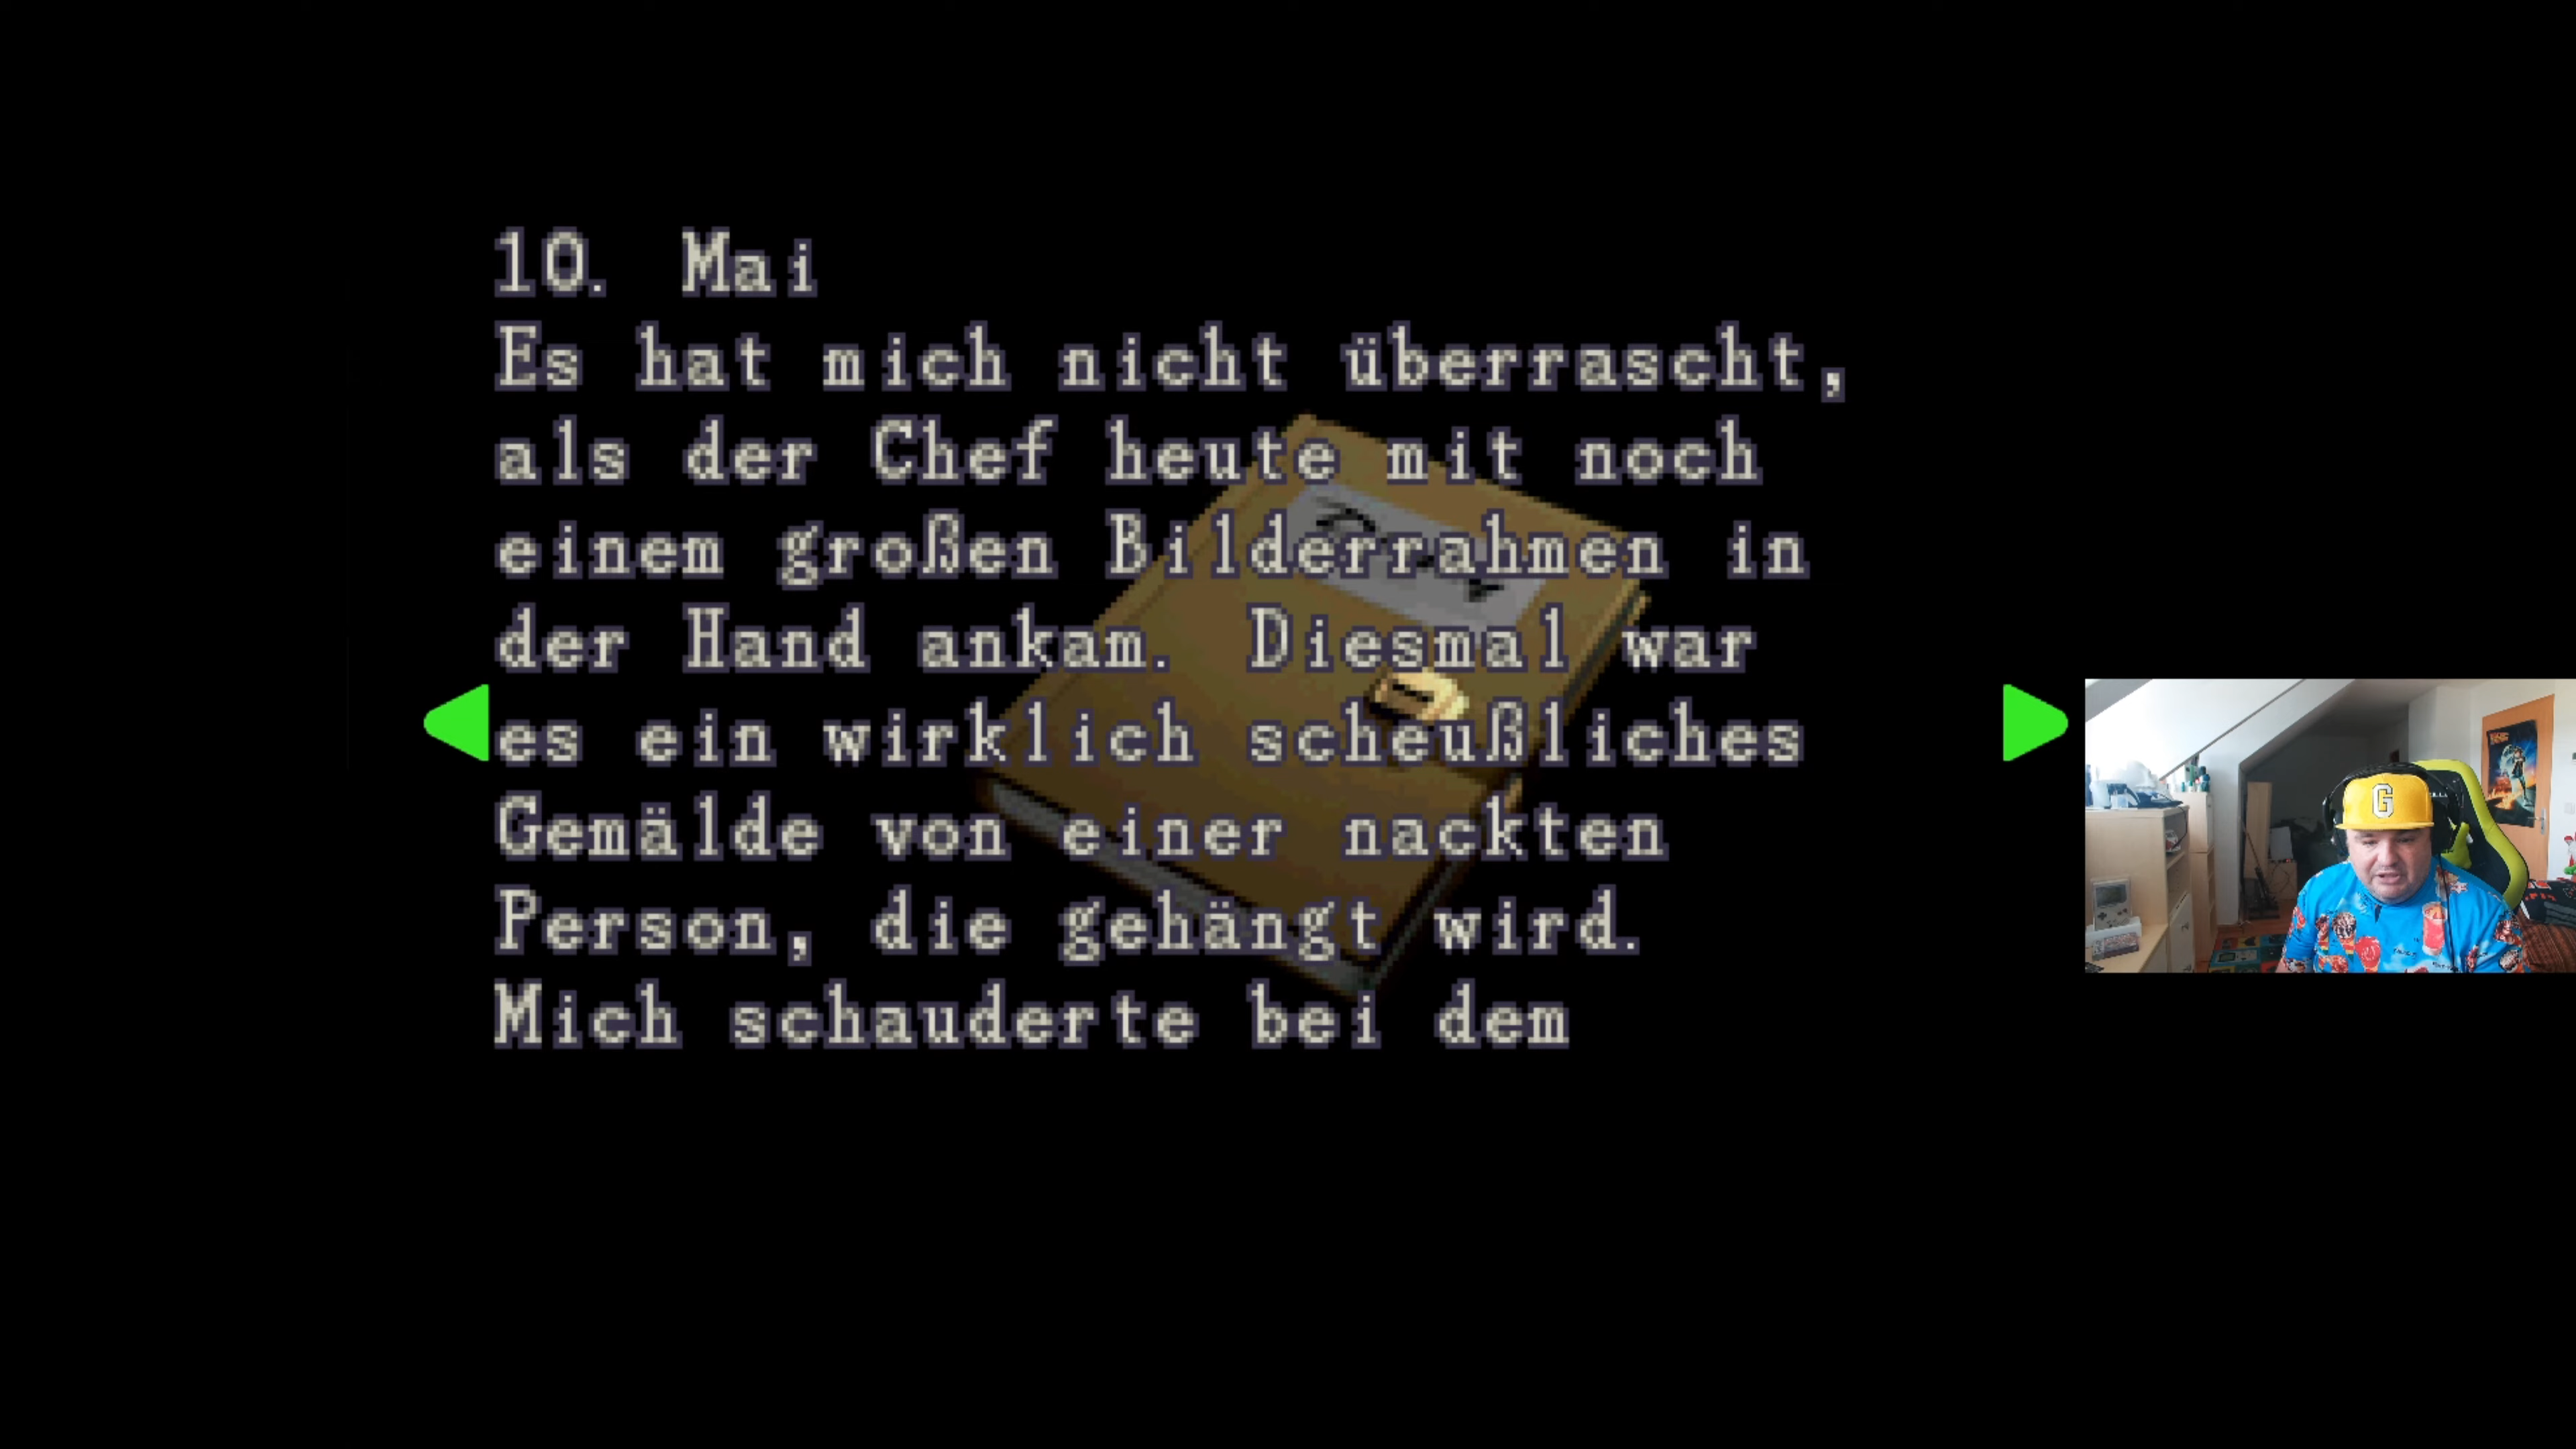 10. Mai
Es hat mich nicht überrascht,
als der Chef heute mit noch
einem großen Bilderrahmen in
der Hand ankam. Diesmal war
es ein wirklich scheußliches
Gemälde von einer nackten
Person, die gehängt wird.
Mich schauderte bei dem
G